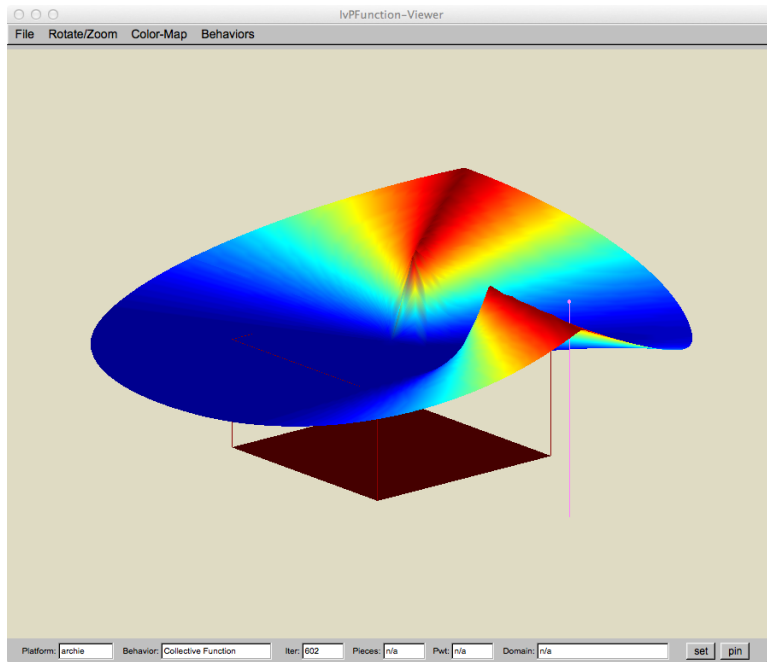 IvPFunction-Viewer
File Rotate/Zoom Color-Map Behaviors
Platform: archie Behavior: Collective Function Iter: 602 Pieces: n/a Pwt: n/a Domain: n/a set pin